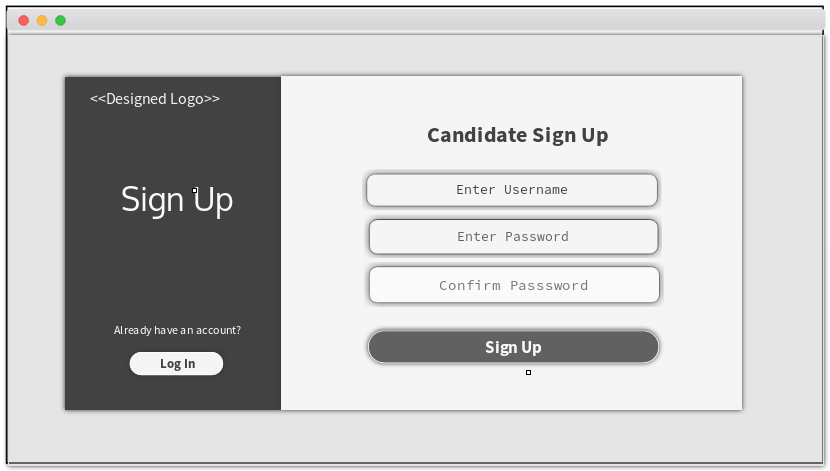 <<Designed Logo>>
Sign Up
Already have an account?
Log In
Candidate Sign Up
Enter Username
Enter Password
Confirm Passsword
Sign Up